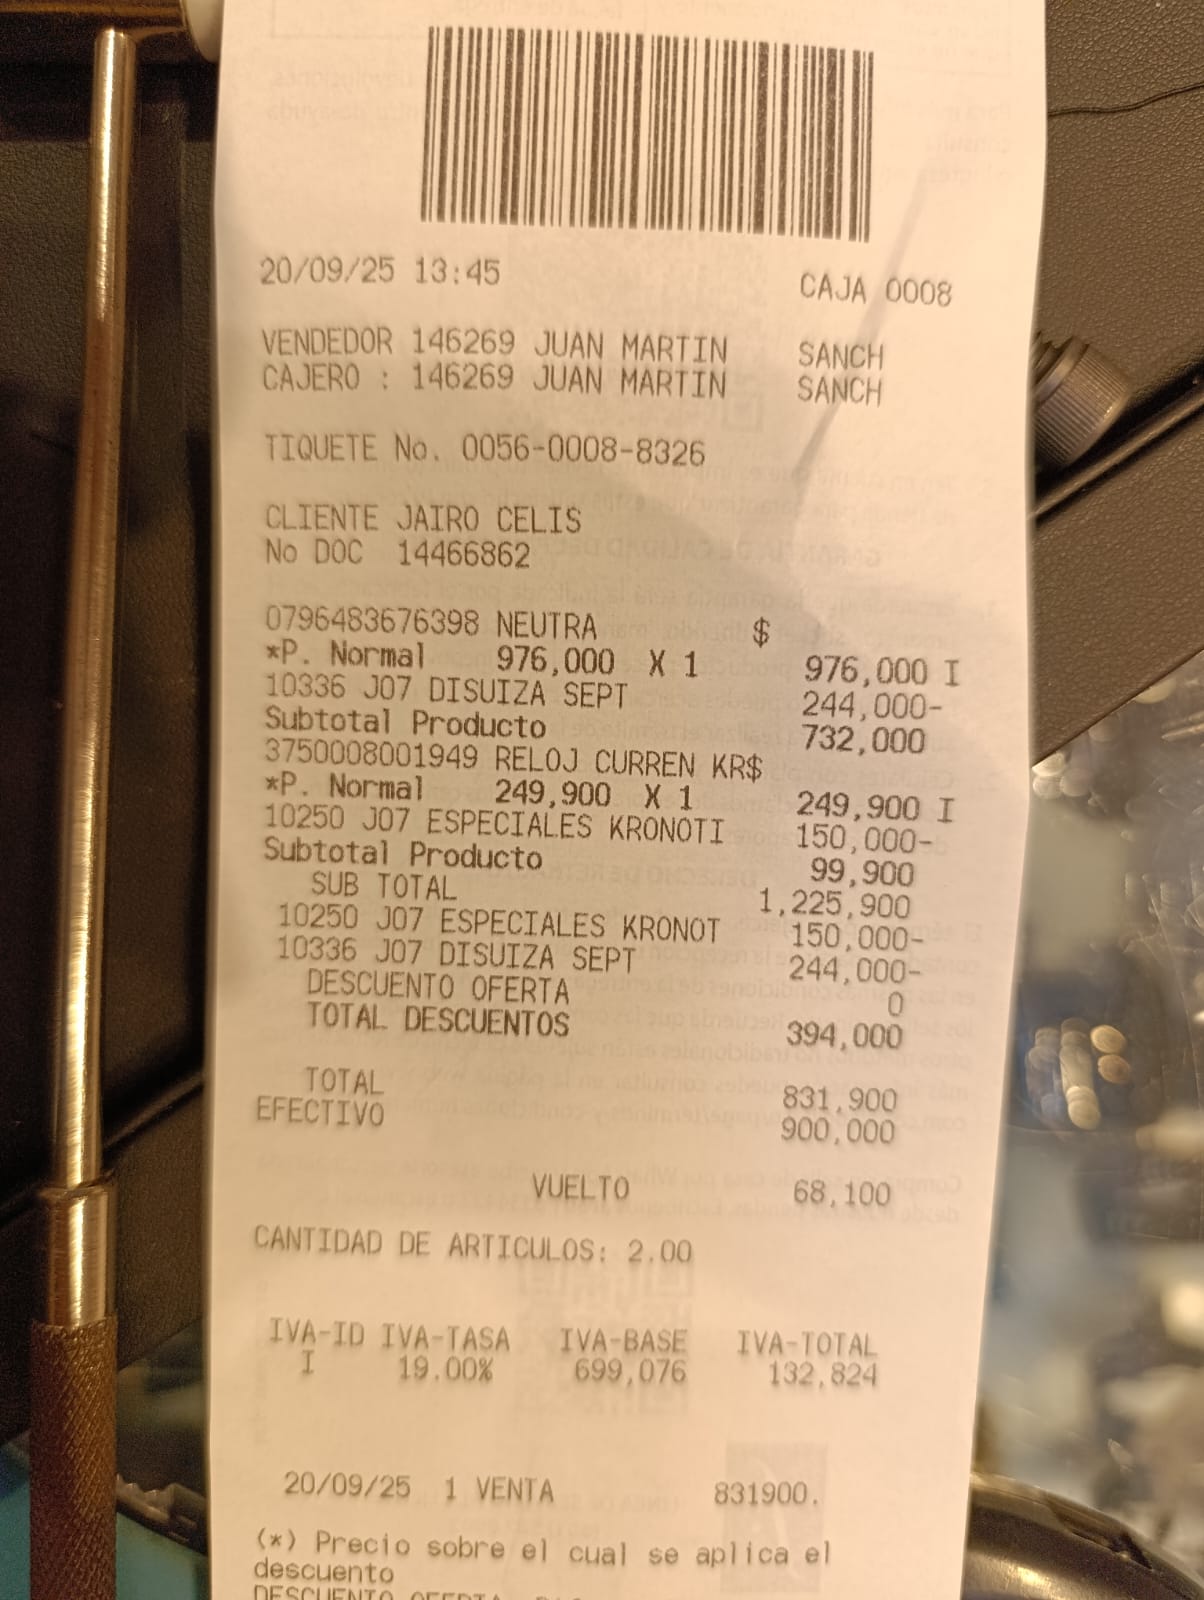 20/09/25 13:45 CAJA 0008
VENDEDOR 146269 JUAN MARTIN SANCH
CAJERO : 146269 JUAN MARTIN SANCH
TIQUETE No. 0056-0008-8326
CLIENTE JAIRO CELIS
No DOC 14466862
0796483676398 NEUTRA $
*P. Normal 976,000 X 1 976,000 I
10336 J07 DISUIZA SEPT 244,000-
Subtotal Producto 732,000
3750008001949 RELOJ CURREN KR$
*P. Normal 249,900 X 1 249,900 I
10250 J07 ESPECIALES KRONOTI 150,000-
Subtotal Producto 99,900
SUB TOTAL 1,225,900
10250 J07 ESPECIALES KRONOT 150,000-
10336 J07 DISUIZA SEPT 244,000-
DESCUENTO OFERTA 0
TOTAL DESCUENTOS 394,000
TOTAL 831,900
EFECTIVO 900,000
VUELTO 68,100
CANTIDAD DE ARTICULOS: 2.00
IVA-ID IVA-TASA IVA-BASE IVA-TOTAL
I 19.00% 699,076 132,824
20/09/25 1 VENTA 831900.
(*) Precio sobre el cual se aplica el
descuento
DESCUENTO OFERTA